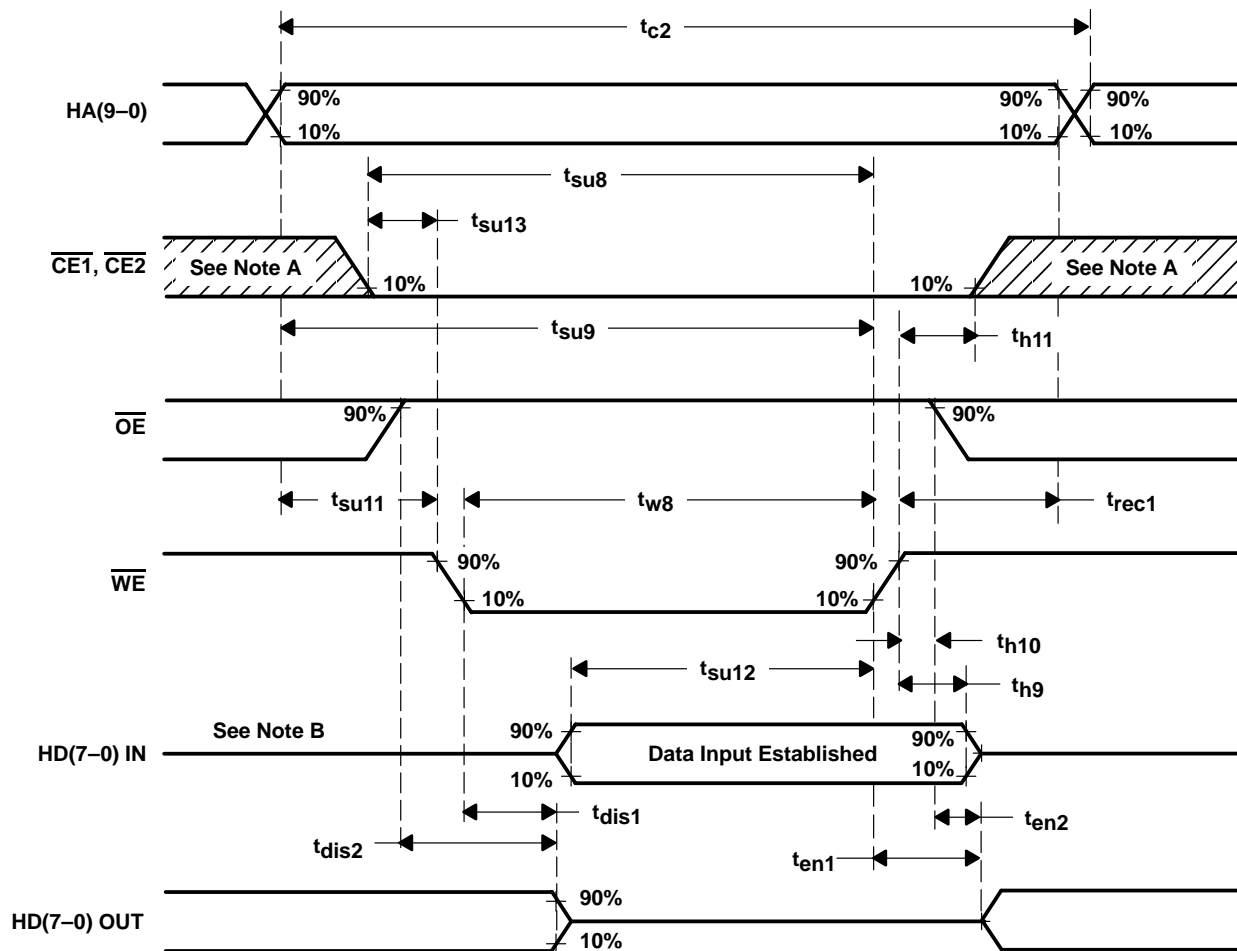 tc2
HA(9–0)
90%
90%
90%
10%
10%
10%
tsu8
tsu13
CE1, CE2
See Note A
See Note A
10%
10%
tsu9
th11
OE
90%
90%
tsu11
tw8
trec1
WE
90%
90%
10%
10%
th10
tsu12
th9
See Note B
HD(7–0) IN
90%
Data Input Established
90%
10%
10%
tdis1
ten2
tdis2
ten1
HD(7–0) OUT
90%
10%